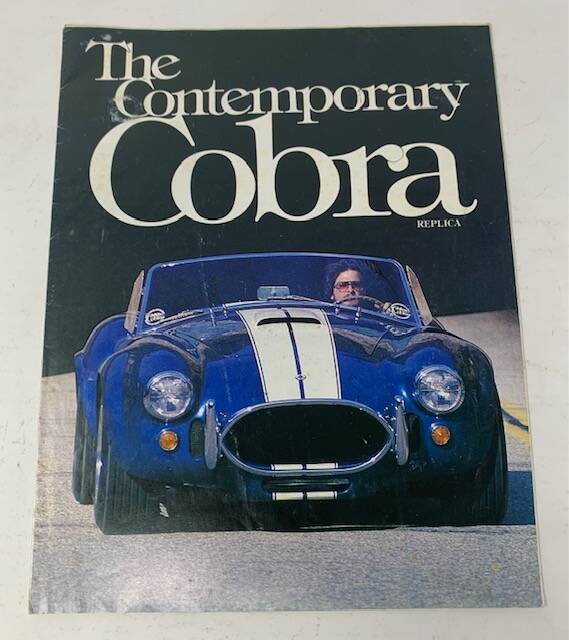 The
Contemporary
Cobra
REPLICA